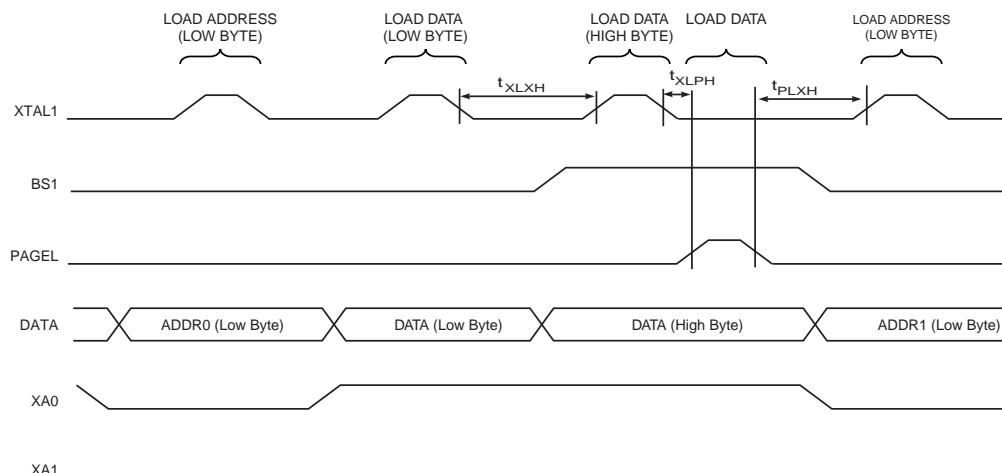 LOAD ADDRESS
(LOW BYTE)
LOAD DATA
(LOW BYTE)
LOAD DATA
(HIGH BYTE)
LOAD DATA
LOAD ADDRESS
(LOW BYTE)
tXLXH
tXLPH
tPLXH
XTAL1
BS1
PAGEL
DATA
ADDR0 (Low Byte)
DATA (Low Byte)
DATA (High Byte)
ADDR1 (Low Byte)
XA0
XA1